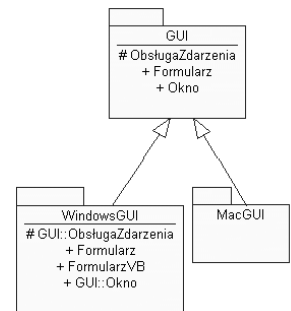 GUI
# ObsługaZdarzenia
+ Formularz
+ Okno
WindowsGUI
# GUI::ObsługaZdarzenia
+ Formularz
+ FormularzVB
+ GUI::Okno
MacGUI